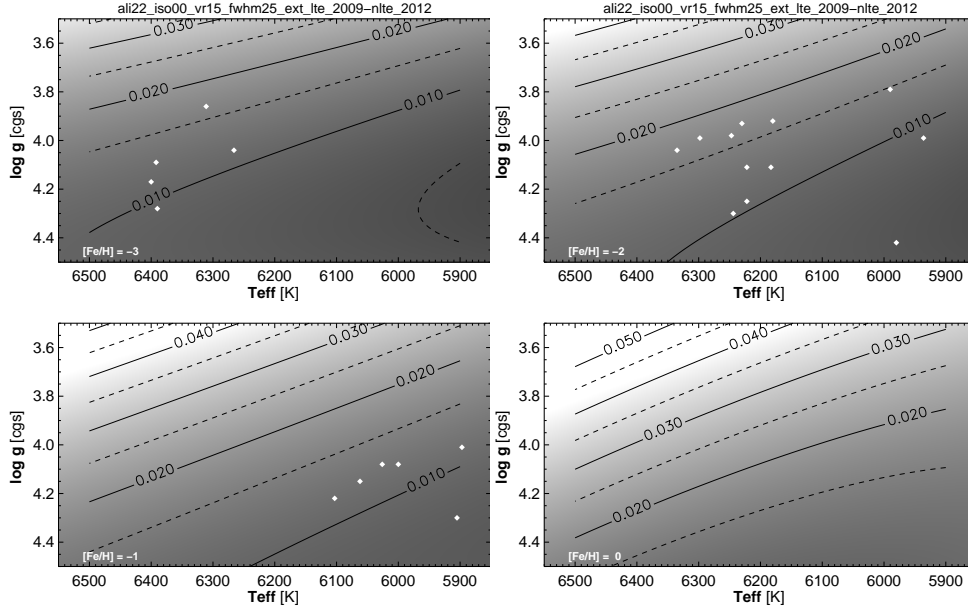 ali22_iso00_vr15_fwhm25_ext_lte_2009−nlte_2012
ali22_iso00_vr15_fwhm25_ext_lte_2009−nlte_2012
0.030
0.020
0.020
0.010
0.010
[Fe/H] = −3
3.6
3.8
4.0
4.2
4.4
log g [cgs]
6500 6400 6300 6200 6100 6000 5900
Teff [K]
0.030
0.020
0.020
0.010
[Fe/H] = −2
3.6
3.8
4.0
4.2
4.4
log g [cgs]
6500 6400 6300 6200 6100 6000 5900
Teff [K]
0.040
0.030
0.020
0.020
0.010
[Fe/H] = −1
3.6
3.8
4.0
4.2
4.4
log g [cgs]
6500 6400 6300 6200 6100 6000 5900
Teff [K]
0.050
0.040
0.030
0.030
0.020
0.020
[Fe/H] = 0
3.6
3.8
4.0
4.2
4.4
log g [cgs]
6500 6400 6300 6200 6100 6000 5900
Teff [K]